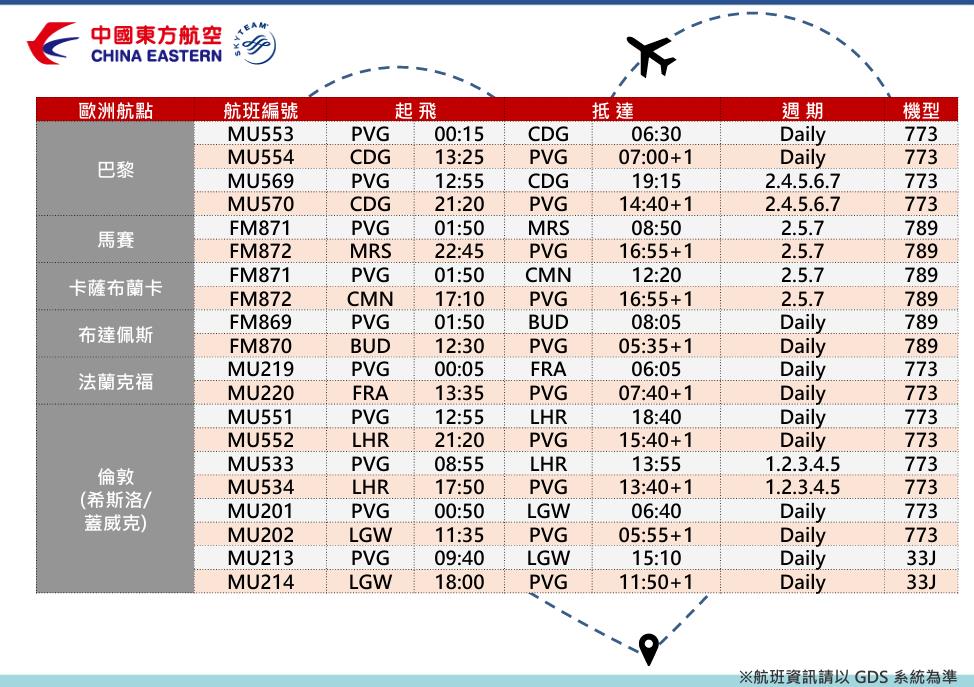 中國東方航空
CHINA EASTERN
SKYTEAM
歐洲航點 航班編號 起飛 抵達 週期 機型
巴黎
MU553 PVG 00:15 CDG 06:30 Daily 773
MU554 CDG 13:25 PVG 07:00+1 Daily 773
MU569 PVG 12:55 CDG 19:15 2.4.5.6.7 773
MU570 CDG 21:20 PVG 14:40+1 2.4.5.6.7 773
馬賽
FM871 PVG 01:50 MRS 08:50 2.5.7 789
FM872 MRS 22:45 PVG 16:55+1 2.5.7 789
卡薩布蘭卡
FM871 PVG 01:50 CMN 12:20 2.5.7 789
FM872 CMN 17:10 PVG 16:55+1 2.5.7 789
布達佩斯
FM869 PVG 01:50 BUD 08:05 Daily 789
FM870 BUD 12:30 PVG 05:35+1 Daily 789
法蘭克福
MU219 PVG 00:05 FRA 06:05 Daily 773
MU220 FRA 13:35 PVG 07:40+1 Daily 773
倫敦
(希斯洛/
蓋威克)
MU551 PVG 12:55 LHR 18:40 Daily 773
MU552 LHR 21:20 PVG 15:40+1 Daily 773
MU533 PVG 08:55 LHR 13:55 1.2.3.4.5 773
MU534 LHR 17:50 PVG 13:40+1 1.2.3.4.5 773
MU201 PVG 00:50 LGW 06:40 Daily 773
MU202 LGW 11:35 PVG 05:55+1 Daily 773
MU213 PVG 09:40 LGW 15:10 Daily 33J
MU214 LGW 18:00 PVG 11:50+1 Daily 33J
※航班資訊請以 GDS 系統為準